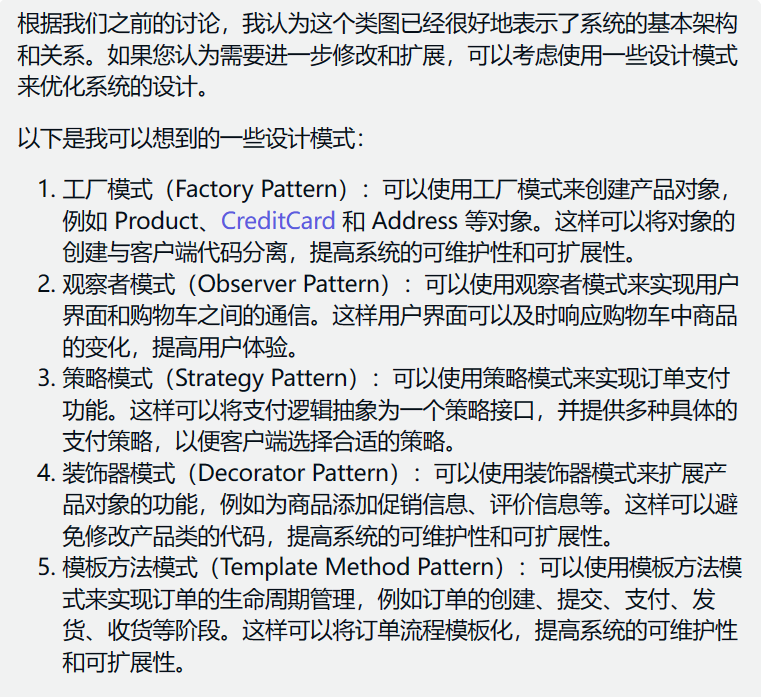 根据我们之前的讨论，我认为这个类图已经很好地表示了系统的基本架构
和关系。如果您认为需要进一步修改和扩展，可以考虑使用一些设计模式
来优化系统的设计。
以下是我可以想到的一些设计模式：
1. 工厂模式（Factory Pattern）：可以使用工厂模式来创建产品对象，
例如 Product、CreditCard 和 Address 等对象。这样可以将对象的
创建与客户端代码分离，提高系统的可维护性和可扩展性。
2. 观察者模式（Observer Pattern）：可以使用观察者模式来实现用户
界面和购物车之间的通信。这样用户界面可以及时响应购物车中商品
的变化，提高用户体验。
3. 策略模式（Strategy Pattern）：可以使用策略模式来实现订单支付
功能。这样可以将支付逻辑抽象为一个策略接口，并提供多种具体的
支付策略，以便客户端选择合适的策略。
4. 装饰器模式（Decorator Pattern）：可以使用装饰器模式来扩展产
品对象的功能，例如为商品添加促销信息、评价信息等。这样可以避
免修改产品类的代码，提高系统的可维护性和可扩展性。
5. 模板方法模式（Template Method Pattern）：可以使用模板方法模
式来实现订单的生命周期管理，例如订单的创建、提交、支付、发
货、收货等阶段。这样可以将订单流程模板化，提高系统的可维护性
和可扩展性。